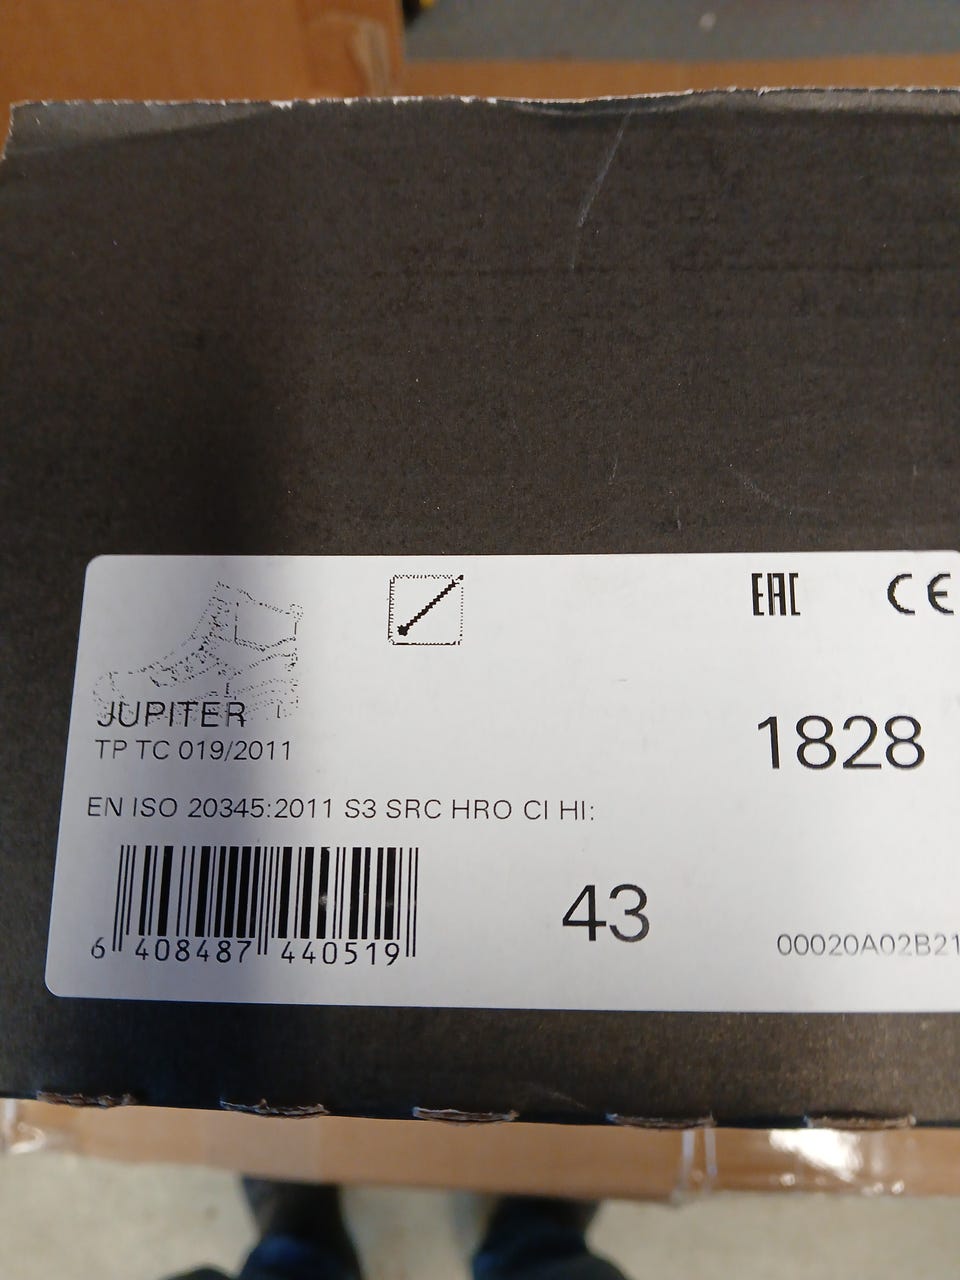 EAC CE
JUPITER
TP TC 019/2011
1828
EN ISO 20345:2011 S3 SRC HRO CI HI:
43
6 408487 440519
00020A02B21